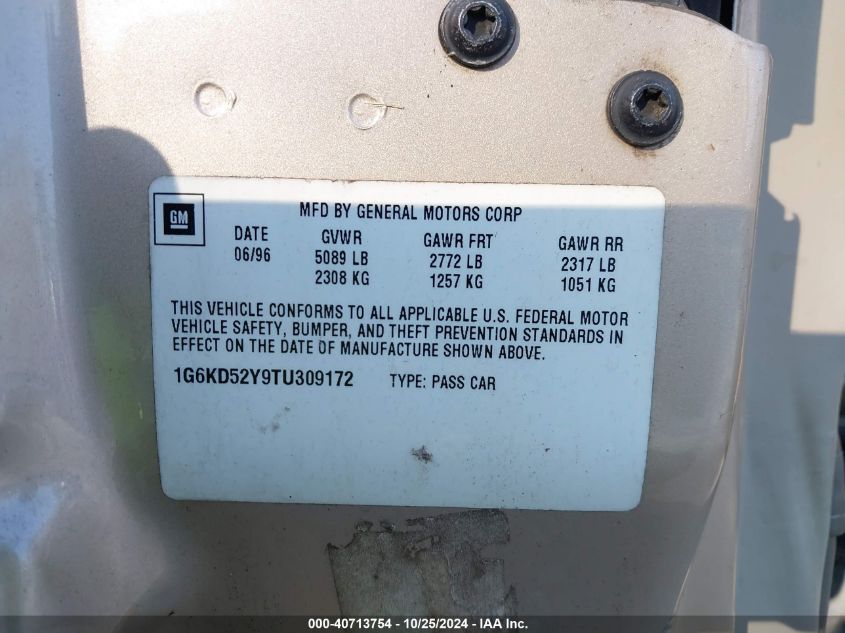 GM
MFD BY GENERAL MOTORS CORP
DATE GVWR GAWR FRT GAWR RR
06/96 5089 LB 2772 LB 2317 LB
2308 KG 1257 KG 1051 KG
THIS VEHICLE CONFORMS TO ALL APPLICABLE U.S. FEDERAL MOTOR
VEHICLE SAFETY, BUMPER, AND THEFT PREVENTION STANDARDS IN
EFFECT ON THE DATE OF MANUFACTURE SHOWN ABOVE.
1G6KD52Y9TU309172 TYPE: PASS CAR
000-40713754 - 10/25/2024 - IAA Inc.